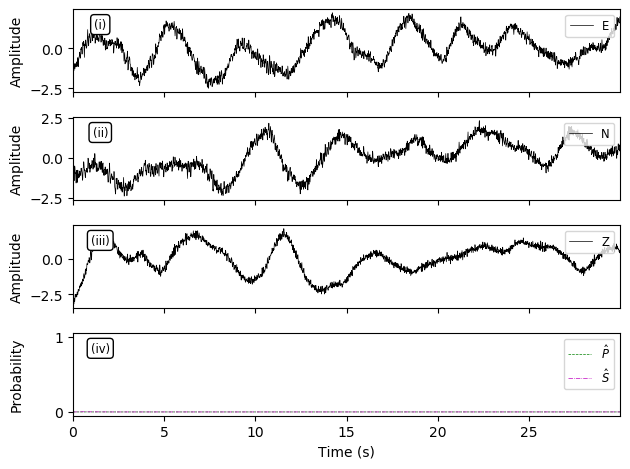 Amplitude
0.0
−2.5
(i)
E
Amplitude
2.5
0.0
−2.5
(ii)
N
Amplitude
0.0
−2.5
(iii)
Z
Probability
1
0
(iv)
P̂
Ŝ
0 5 10 15 20 25
Time (s)